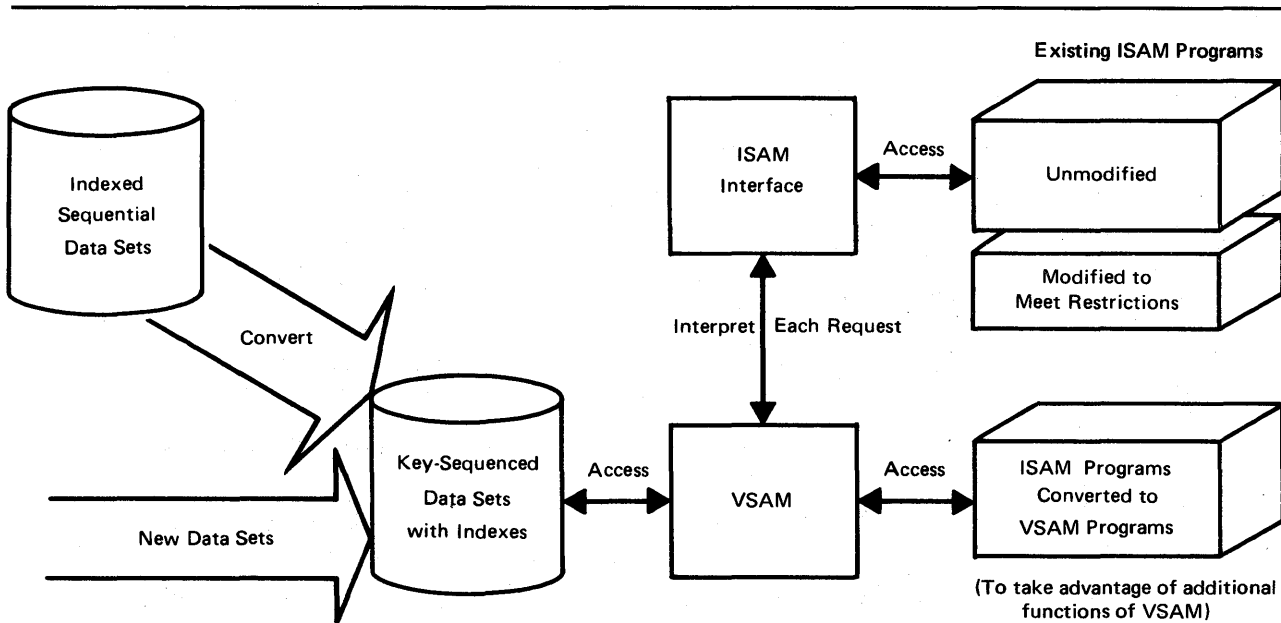 Existing ISAM Programs
Indexed
Sequential
Data Sets
ISAM
Interface
Access
Unmodified
Modified to
Meet Restrictions
Convert
Interpret Each Request
Key-Sequenced
Data Sets
with Indexes
Access
VSAM
Access
ISAM Programs
Converted to
VSAM Programs
New Data Sets
(To take advantage of additional
functions of VSAM)